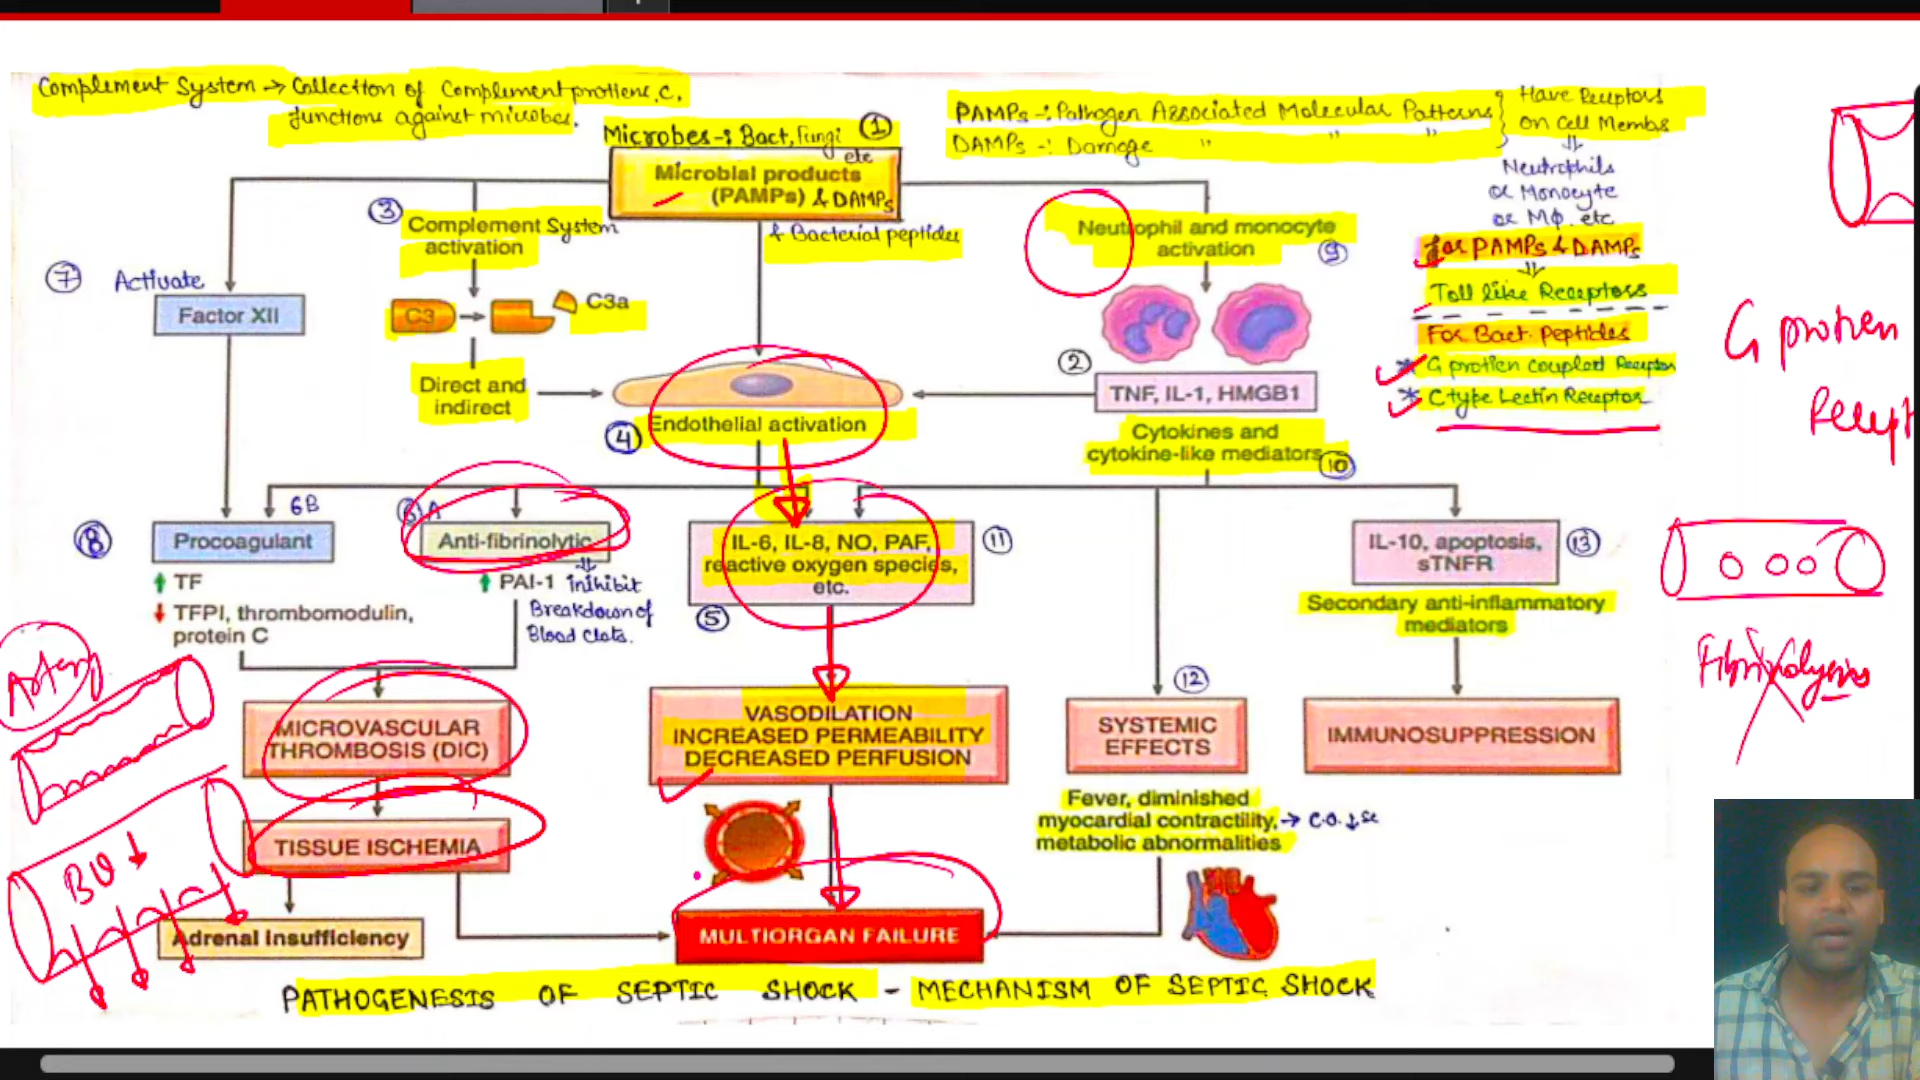 Complement System → Collection of Complement protiens, C,
functions against microbes.
Microbes → Bact, Fungi
etc
1
PAMPs -: Pathogen Associated Molecular Patterns
DAMPs -: Damage " " "
Have Receptors
on Cell Membs
Neutrophils
or Monocyte
or MΦ. etc
for PAMPs & DAMPs
Toll like Receptors
For Bact. Peptides
* G protien coupled Receptor
* C type Lectin Receptor
Microbial products
(PAMPs) & DAMPs
& Bacterial peptides
3
Complement System
activation
C3
C3a
Direct and
indirect
7
Activate
Factor XII
Neutrophil and monocyte
activation
9
2
TNF, IL-1, HMGB1
Cytokines and
cytokine-like mediators
10
Endothelial activation
4
G protien
8
6B
Procoagulant
TF
TFPI, thrombomodulin,
protein C
6A
Anti-fibrinolytic
PAI-1 inhibit
Breakdown of
Blood Clots.
IL-6, IL-8, NO, PAF,
reactive oxygen species,
etc.
11
5
IL-10, apoptosis,
sTNFR
13
Secondary anti-inflammatory
mediators
Fibrinolysis
Artery
MICROVASCULAR
THROMBOSIS (DIC)
VASODILATION
INCREASED PERMEABILITY
DECREASED PERFUSION
12
SYSTEMIC
EFFECTS
IMMUNOSUPPRESSION
Fever, diminished
myocardial contractility, → C.O. ↓
metabolic abnormalities
TISSUE ISCHEMIA
BV ↓
Adrenal insufficiency
MULTIORGAN FAILURE
PATHOGENESIS OF SEPTIC SHOCK - MECHANISM OF SEPTIC SHOCK